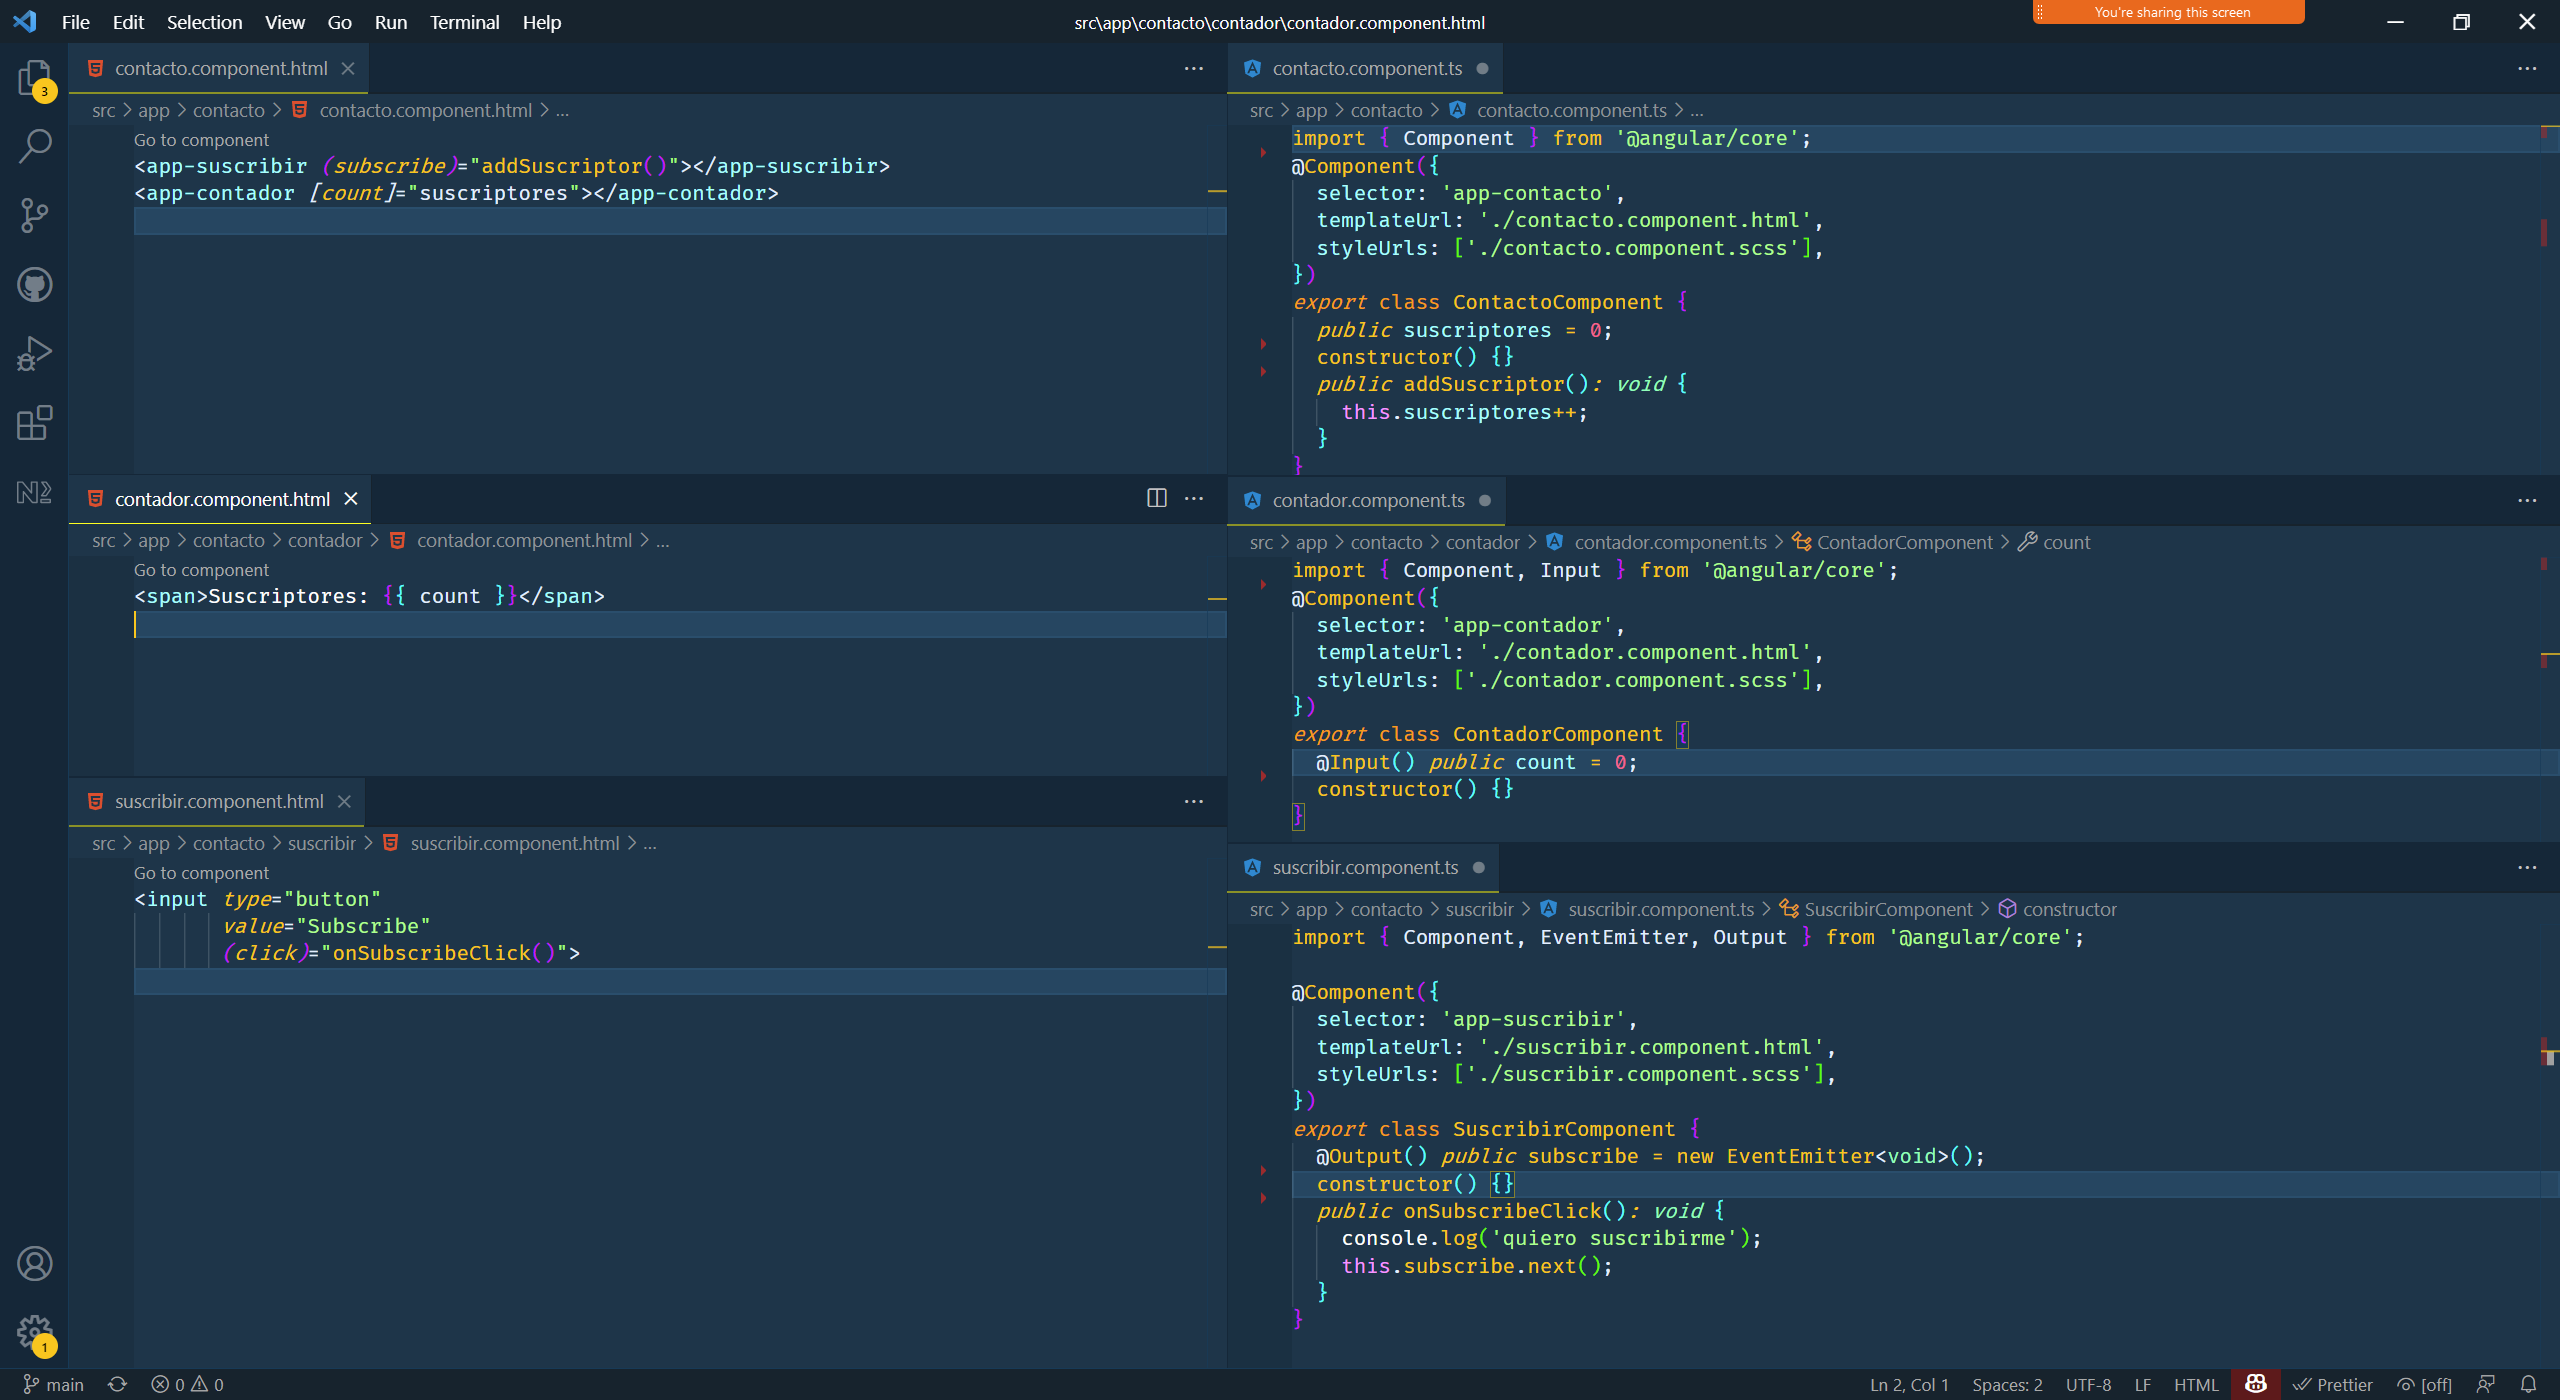 File Edit Selection View Go Run Terminal Help
src\app\contacto\contador\contador.component.html
You're sharing this screen
3
contacto.component.html
src > app > contacto > contacto.component.html > ...
Go to component
<app-suscribir (subscribe)="addSuscriptor()"></app-suscribir>
<app-contador [count]="suscriptores"></app-contador>
contador.component.html
src > app > contacto > contador > contador.component.html > ...
Go to component
<span>Suscriptores: {{ count }}</span>
suscribir.component.html
src > app > contacto > suscribir > suscribir.component.html > ...
Go to component
<input type="button"
value="Subscribe"
(click)="onSubscribeClick()">
contacto.component.ts
src > app > contacto > contacto.component.ts > ...
import { Component } from '@angular/core';
@Component({
selector: 'app-contacto',
templateUrl: './contacto.component.html',
styleUrls: ['./contacto.component.scss'],
})
export class ContactoComponent {
public suscriptores = 0;
constructor() {}
public addSuscriptor(): void {
this.suscriptores++;
}
}
contador.component.ts
src > app > contacto > contador > contador.component.ts > ContadorComponent > count
import { Component, Input } from '@angular/core';
@Component({
selector: 'app-contador',
templateUrl: './contador.component.html',
styleUrls: ['./contador.component.scss'],
})
export class ContadorComponent {
@Input() public count = 0;
constructor() {}
}
suscribir.component.ts
src > app > contacto > suscribir > suscribir.component.ts > SuscribirComponent > constructor
import { Component, EventEmitter, Output } from '@angular/core';
@Component({
selector: 'app-suscribir',
templateUrl: './suscribir.component.html',
styleUrls: ['./suscribir.component.scss'],
})
export class SuscribirComponent {
@Output() public subscribe = new EventEmitter<void>();
constructor() {}
public onSubscribeClick(): void {
console.log('quiero suscribirme');
this.subscribe.next();
}
}
1
main 0 0
Ln 2, Col 1 Spaces: 2 UTF-8 LF HTML Prettier [off]